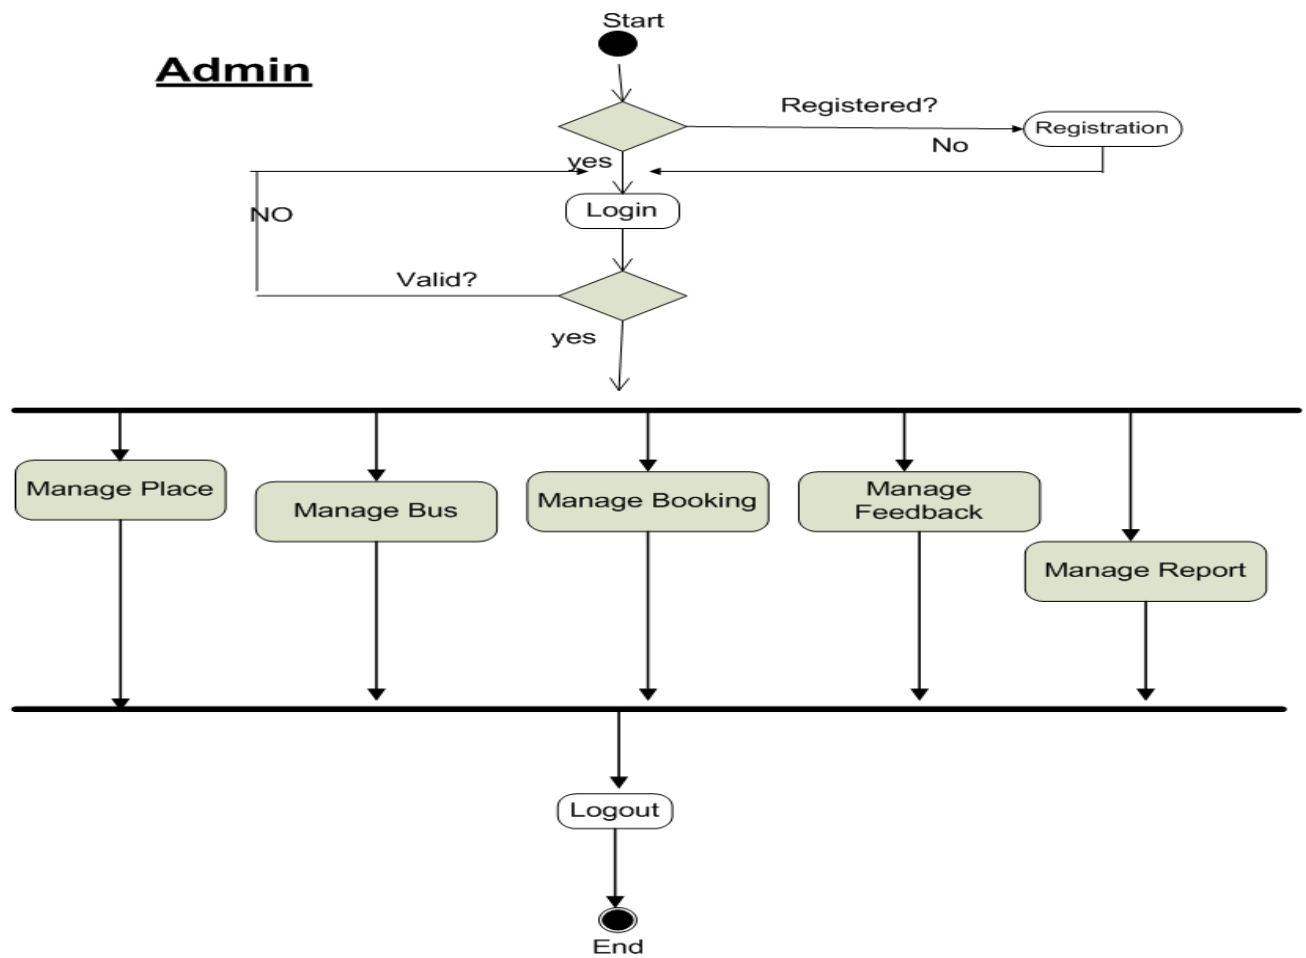 Start
Admin
Registered?
Registration
No
yes
Login
NO
Valid?
yes
Manage Place
Manage Bus
Manage Booking
Manage
Feedback
Manage Report
Logout
End